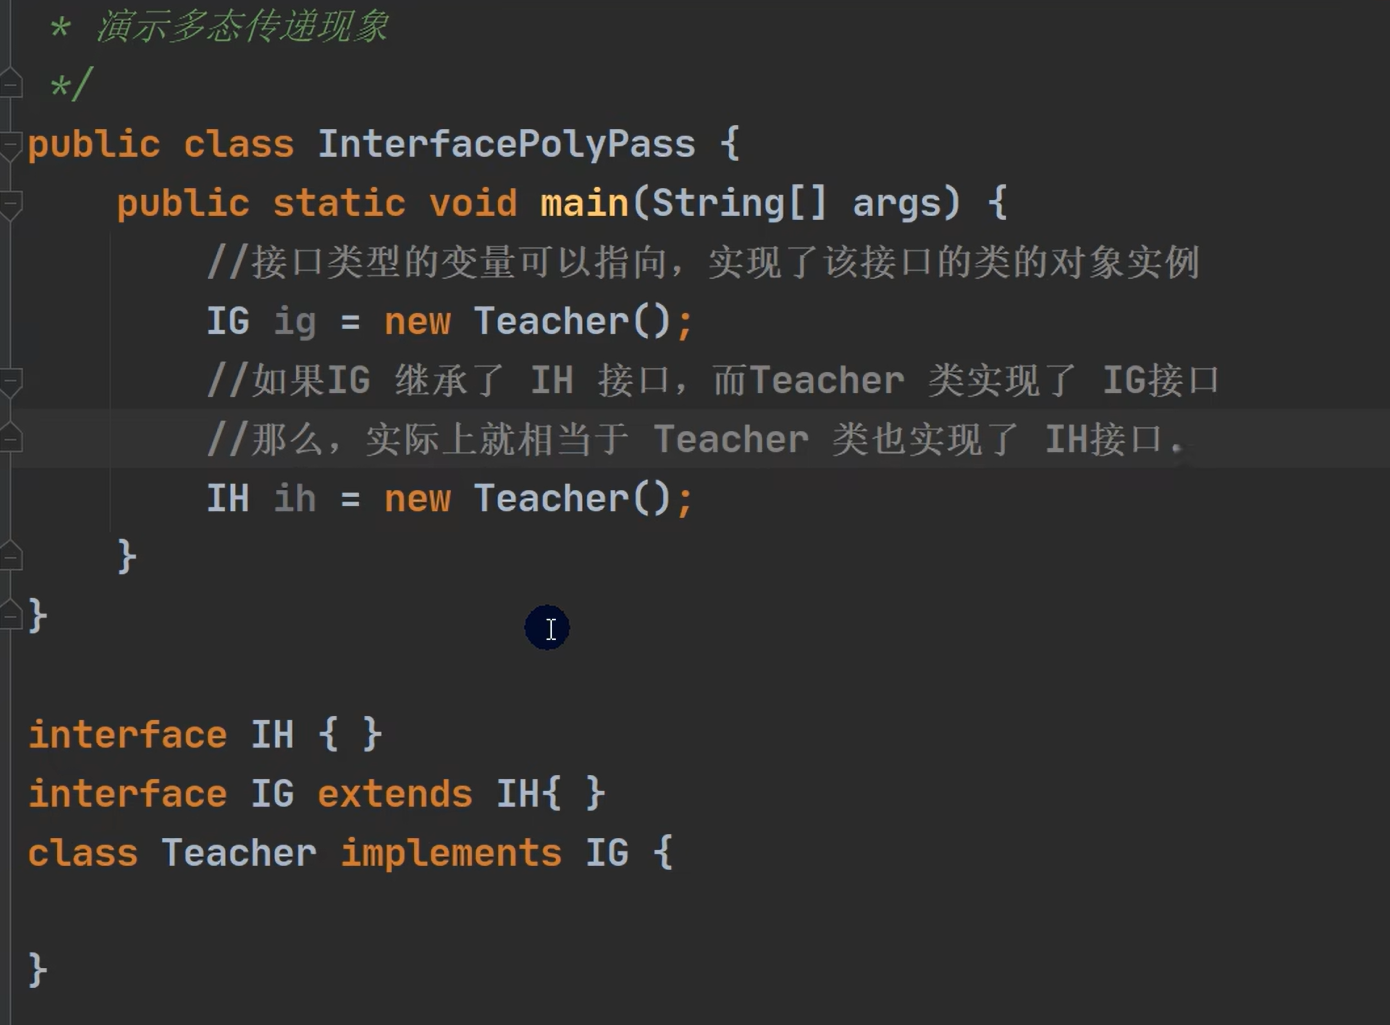 * 演示多态传递现象
*/
public class InterfacePolyPass {
public static void main(String[] args) {
//接口类型的变量可以指向，实现了该接口的类的对象实例
IG ig = new Teacher();
//如果IG 继承了 IH 接口，而Teacher 类实现了 IG接口
//那么，实际上就相当于 Teacher 类也实现了 IH接口.
IH ih = new Teacher();
}
}
interface IH { }
interface IG extends IH{ }
class Teacher implements IG {
}